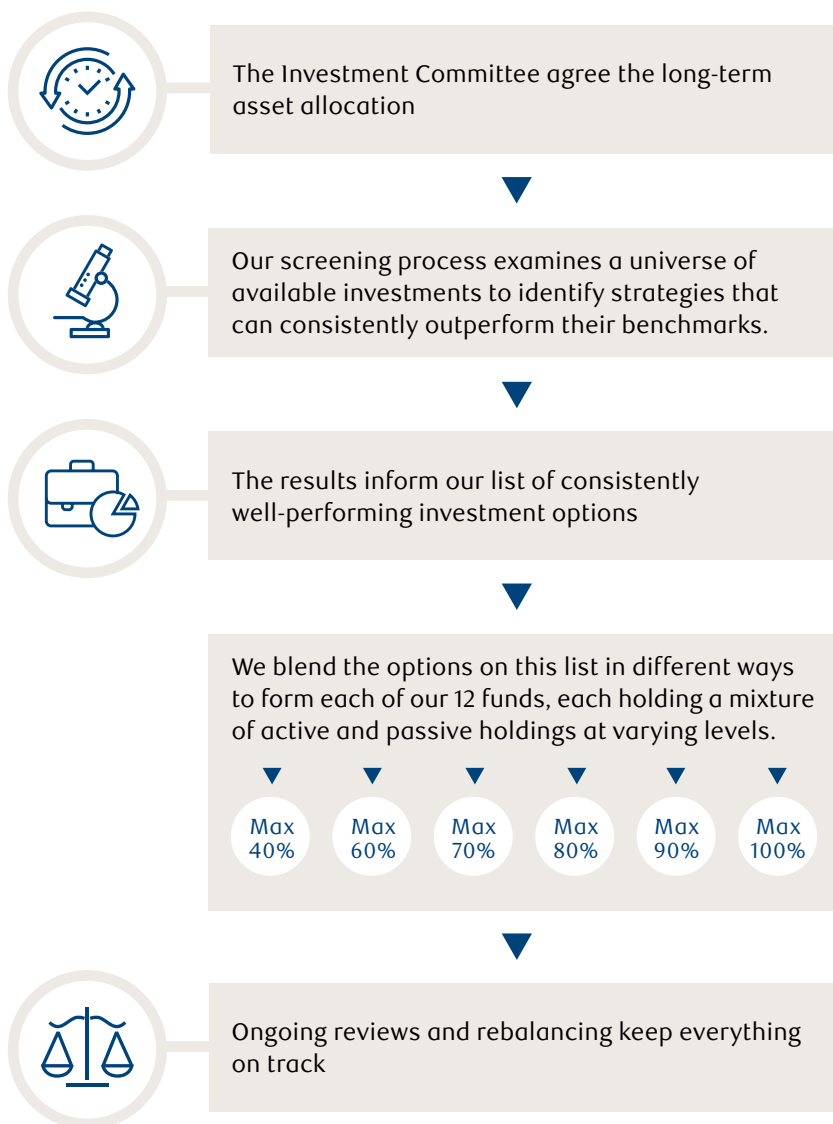 The Investment Committee agree the long-term
asset allocation
Our screening process examines a universe of
available investments to identify strategies that
can consistently outperform their benchmarks.
The results inform our list of consistently
well-performing investment options
We blend the options on this list in different ways
to form each of our 12 funds, each holding a mixture
of active and passive holdings at varying levels.
Max Max Max Max Max Max
40% 60% 70% 80% 90% 100%
Ongoing reviews and rebalancing keep everything
on track